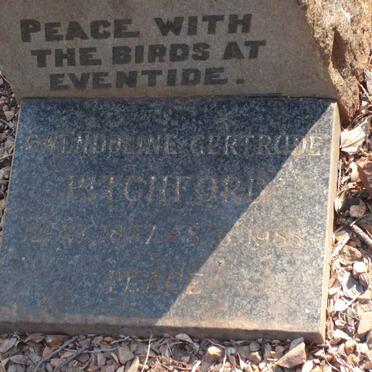 PEACE WITH
THE BIRDS AT
EVENTIDE.
GWENDOLINE GERTRUDE
PITCHFORD
PEACE